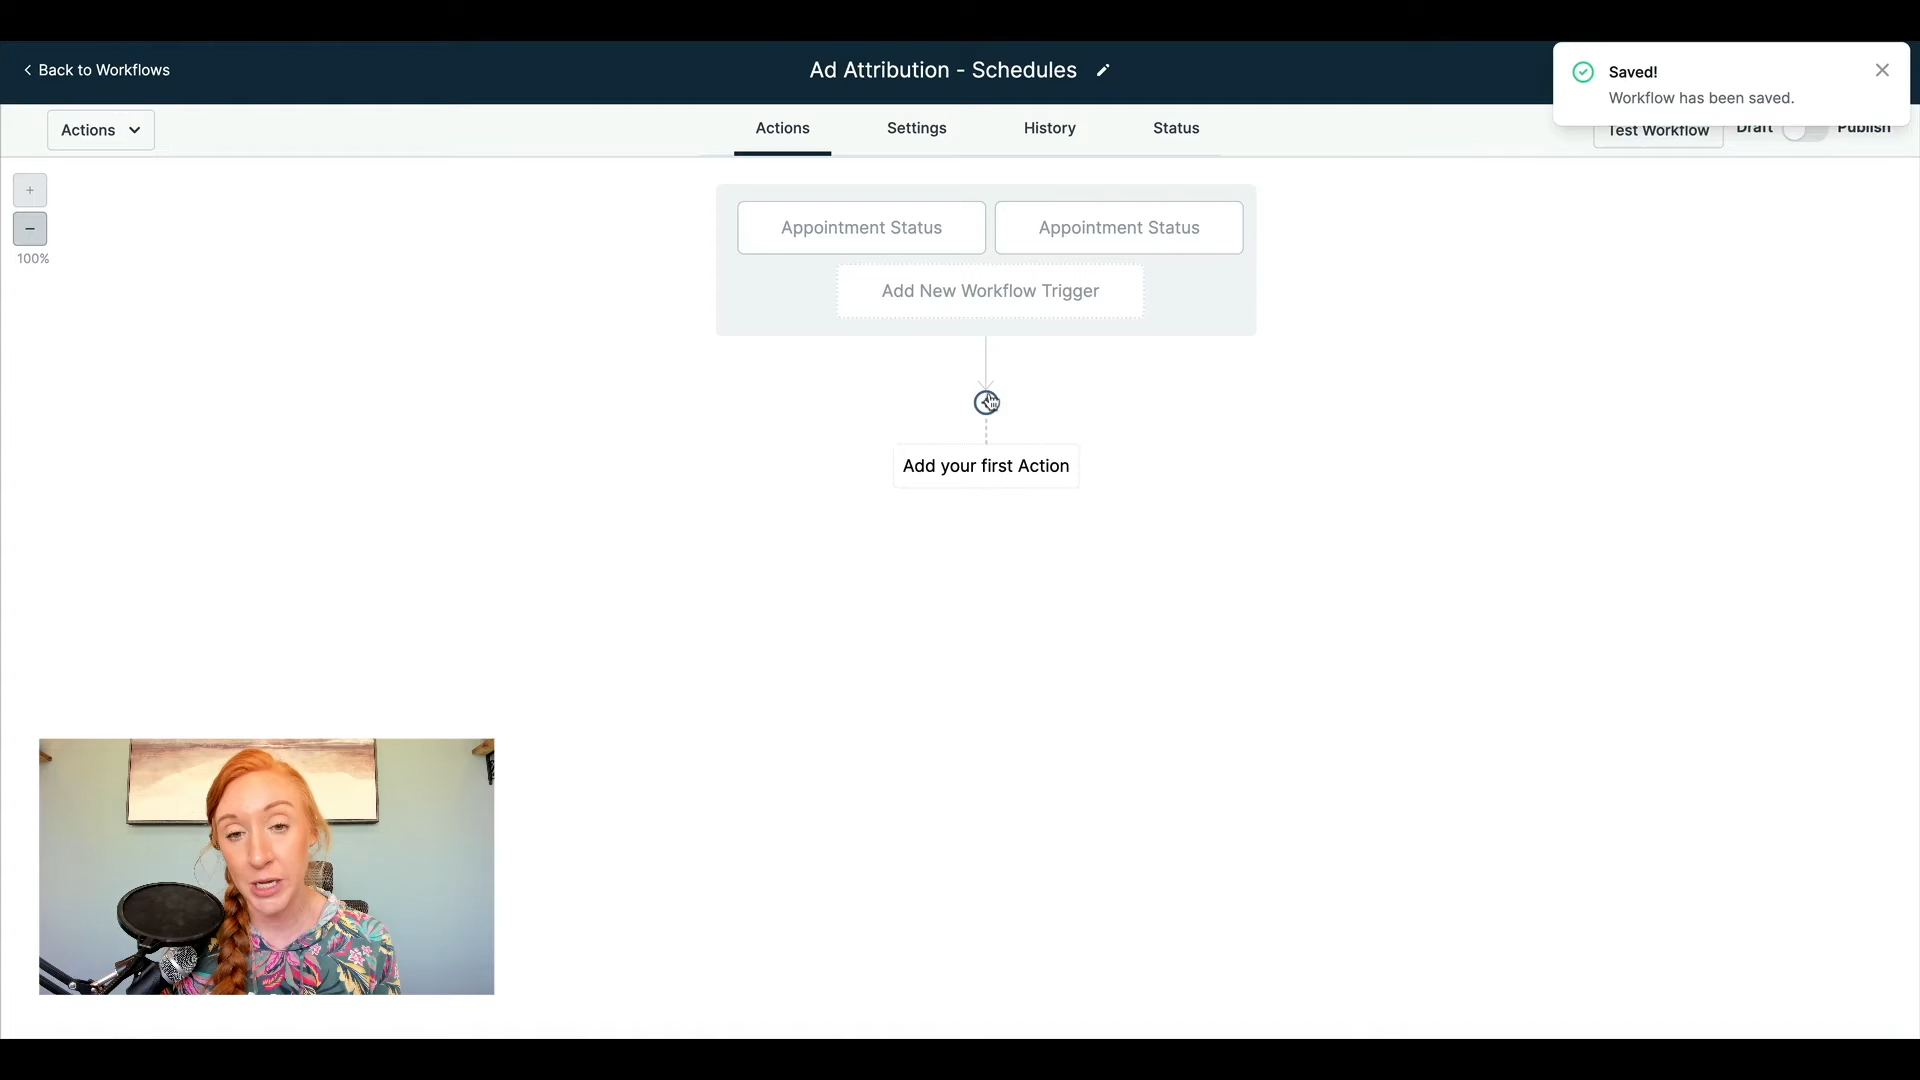 Back to Workflows
Ad Attribution - Schedules
Saved!
Workflow has been saved.
Actions
Actions
Settings
History
Status
Test Workflow
Draft
Publish
+
−
100%
Appointment Status
Appointment Status
Add New Workflow Trigger
Add your first Action